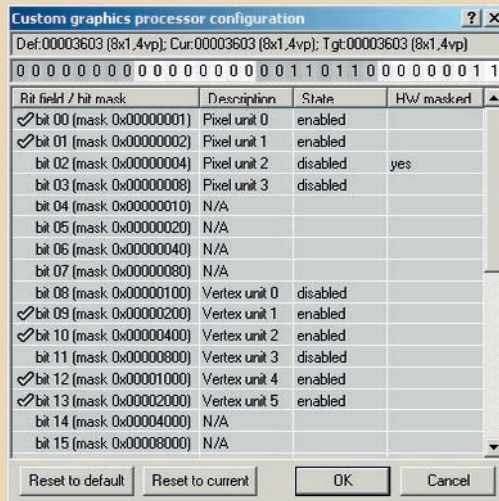 Custom graphics processor configuration
Def:00003603 (8x1,4vp); Cur:00003603 (8x1,4vp); Tgt:00003603 (8x1,4vp)
0 0 0 0 0 0 0 0 0 0 0 0 0 0 0 0 0 0 1 1 0 1 1 0 0 0 0 0 0 0 1 1
Bit field / bit mask Description State HW masked
bit 00 (mask 0x00000001) Pixel unit 0 enabled
bit 01 (mask 0x00000002) Pixel unit 1 enabled
bit 02 (mask 0x00000004) Pixel unit 2 disabled yes
bit 03 (mask 0x00000008) Pixel unit 3 disabled
bit 04 (mask 0x00000010) N/A
bit 05 (mask 0x00000020) N/A
bit 06 (mask 0x00000040) N/A
bit 07 (mask 0x00000080) N/A
bit 08 (mask 0x00000100) Vertex unit 0 disabled
bit 09 (mask 0x00000200) Vertex unit 1 enabled
bit 10 (mask 0x00000400) Vertex unit 2 enabled
bit 11 (mask 0x00000800) Vertex unit 3 disabled
bit 12 (mask 0x00001000) Vertex unit 4 enabled
bit 13 (mask 0x00002000) Vertex unit 5 enabled
bit 14 (mask 0x00004000) N/A
bit 15 (mask 0x00008000) N/A
Reset to default Reset to current OK Cancel